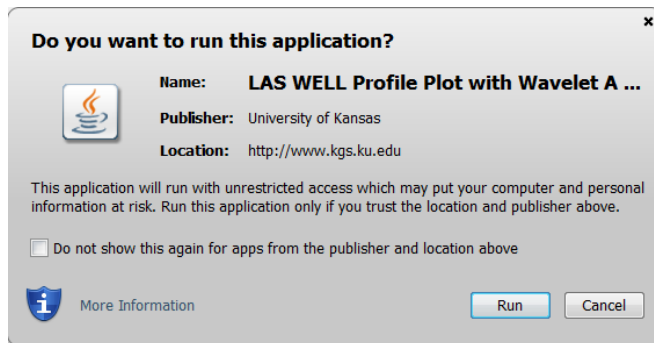 Do you want to run this application?
Name: LAS WELL Profile Plot with Wavelet A ...
Publisher: University of Kansas
Location: http://www.kgs.ku.edu
This application will run with unrestricted access which may put your computer and personal
information at risk. Run this application only if you trust the location and publisher above.
Do not show this again for apps from the publisher and location above
More Information Run Cancel